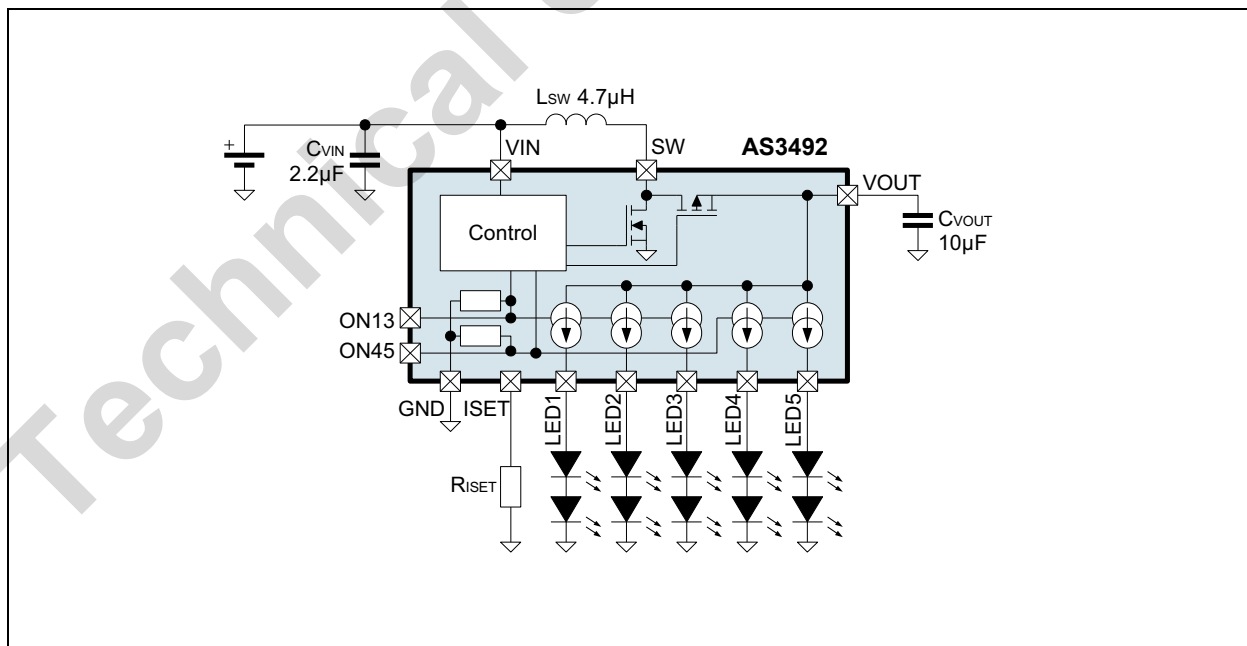 Technical
LSW 4.7µH
CVIN
2.2µF
+
VIN
SW
AS3492
VOUT
CVOUT
10µF
Control
ON13
ON45
GND
ISET
LED1
LED2
LED3
LED4
LED5
RISET